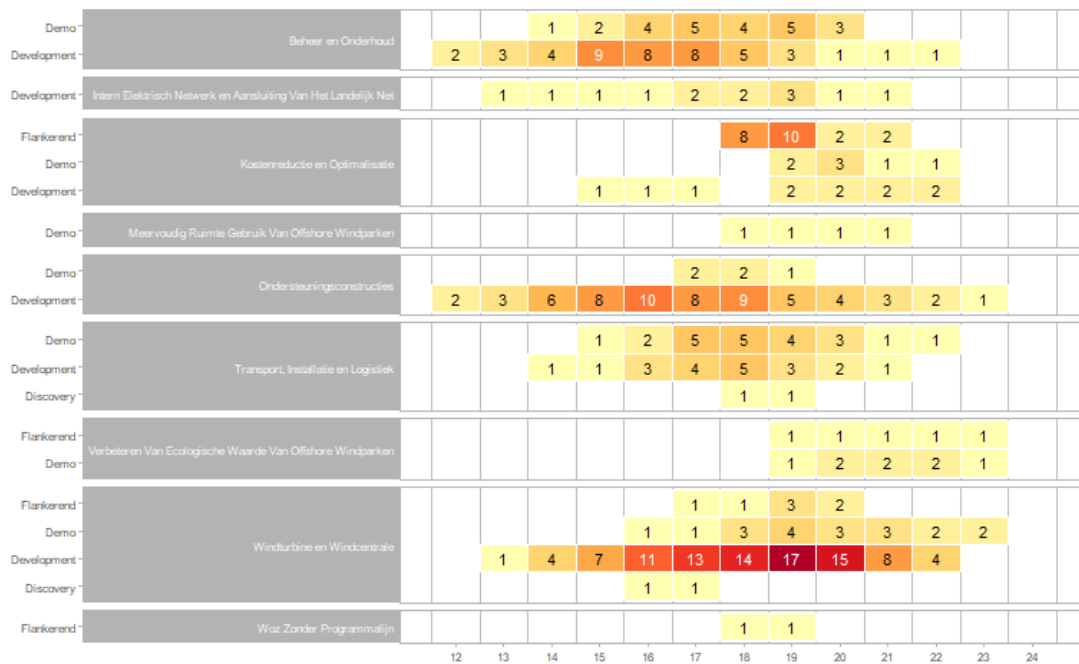 Demo 1 2 4 5 4 5 3
Beheer en Onderhoud
Development 2 3 4 9 8 8 5 3 1 1 1
Development Intern Elektrisch Netwerk en Aansluiting Van Het Landelijk Net 1 1 1 1 2 2 3 1 1
Flankerend 8 10 2 2
Demo Kostenreductie en Optimalisatie 2 3 1 1
Development 1 1 1 2 2 2 2
Demo Meervoudig Ruimte Gebruik Van Offshore Windparken 1 1 1 1
Demo 2 2 1
Ondersteuningsconstructies
Development 2 3 6 8 10 8 9 5 4 3 2 1
Demo 1 2 5 5 4 3 1 1
Development Transport, Installatie en Logistiek 1 1 3 4 5 3 2 1
Discovery 1 1
Flankerend 1 1 1 1 1
Verbeteren Van Ecologische Waarde Van Offshore Windparken
Demo 1 2 2 2 1
Flankerend 1 1 3 2
Demo 1 1 3 4 3 3 2 2
Windturbine en Windcentrale
Development 1 4 7 11 13 14 17 15 8 4
Discovery 1 1
Flankerend Woz Zonder Programmalijn 1 1
12 13 14 15 16 17 18 19 20 21 22 23 24